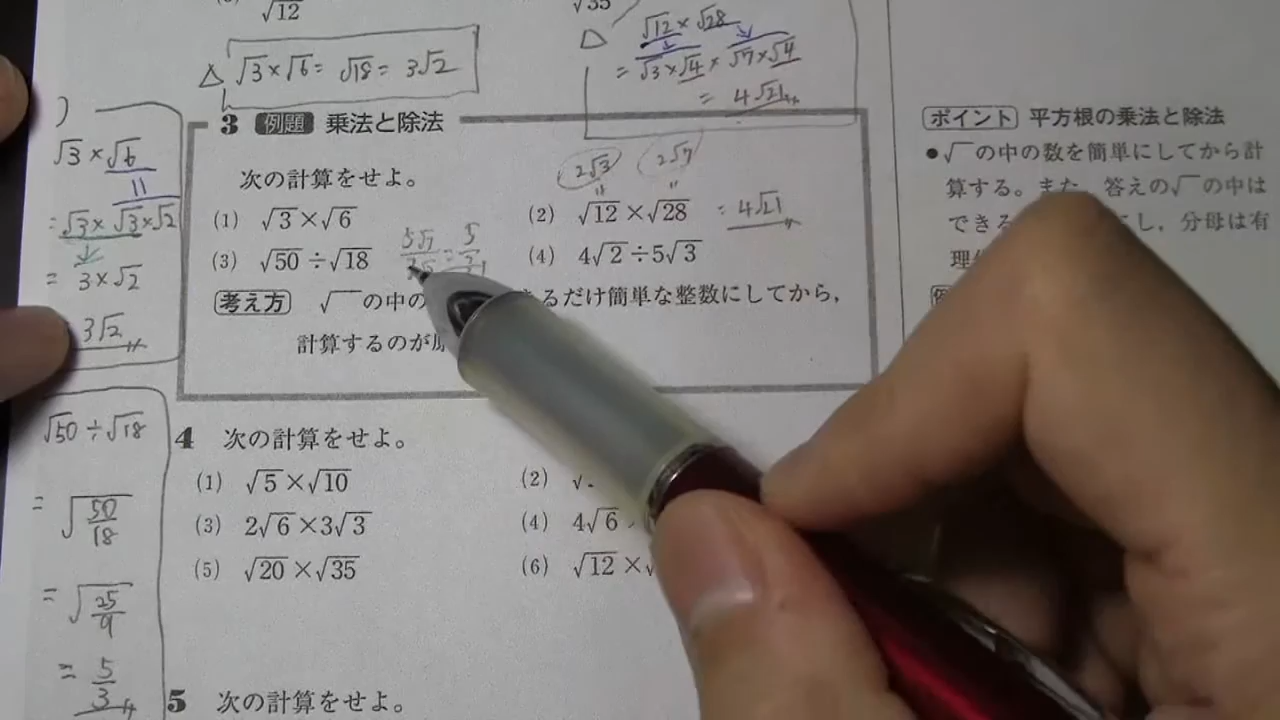 √12
√35
△ √3 × √6 = √18 = 3√2
△ √12 × √28
= √3 × √4 × √7 × √4
= 4√21
3 例題 乗法と除法
次の計算をせよ。
(1) √3 × √6
2√3 2√7
(2) √12 × √28 = 4√21
(3) √50 ÷ √18
(4) 4√2 ÷ 5√3
考え方 √ の中の
るだけ簡単な整数にしてから,
計算するのが
√3 × √6
||
= √3 × √3 × √2
= 3 × √2
3√2
√50 ÷ √18
= √50/18
= √25/9
= 5/3
4 次の計算をせよ。
(1) √5 × √10
(2)
(3) 2√6 × 3√3
(4) 4√6
(5) √20 × √35
(6) √12 ×
5 次の計算をせよ。
ポイント 平方根の乗法と除法
●√ の中の数を簡単にしてから計
算する。また, 答えの√ の中は
でき し, 分母は有
理